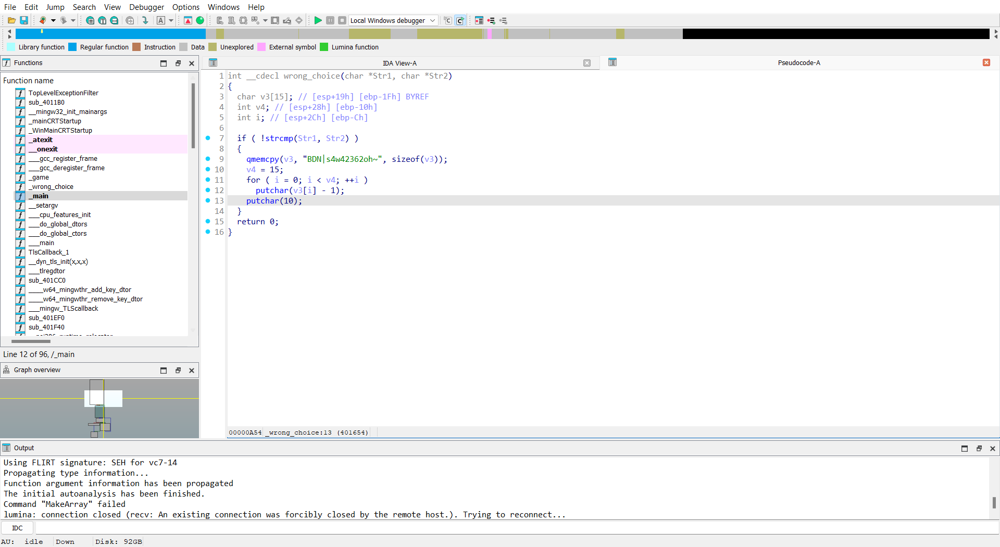 File Edit Jump Search View Debugger Options Windows Help
Local Windows debugger
Library function Regular function Instruction Data Unexplored External symbol Lumina function
Functions
Function name
TopLevelExceptionFilter
sub_4011B0
__mingw32_init_mainargs
_mainCRTStartup
_WinMainCRTStartup
_atexit
__onexit
___gcc_register_frame
___gcc_deregister_frame
_game
_wrong_choice
_main
__setargv
___cpu_features_init
___do_global_dtors
___do_global_ctors
___main
TlsCallback_1
__dyn_tls_init(x,x,x)
___tlregdtor
sub_401CC0
____w64_mingwthr_add_key_dtor
____w64_mingwthr_remove_key_dtor
___mingw_TLScallback
sub_401EF0
sub_401F40
Line 12 of 96, /_main
Graph overview
IDA View-A
Pseudocode-A
1 int __cdecl wrong_choice(char *Str1, char *Str2)
2 {
3   char v3[15]; // [esp+19h] [ebp-1Fh] BYREF
4   int v4; // [esp+28h] [ebp-10h]
5   int i; // [esp+2Ch] [ebp-Ch]
6
7   if ( !strcmp(Str1, Str2) )
8   {
9     qmemcpy(v3, "BDN|s4w42362oh~", sizeof(v3));
10     v4 = 15;
11     for ( i = 0; i < v4; ++i )
12       putchar(v3[i] - 1);
13     putchar(10);
14   }
15   return 0;
16 }
00000A54 _wrong_choice:13 (401654)
Output
Using FLIRT signature: SEH for vc7-14
Propagating type information...
Function argument information has been propagated
The initial autoanalysis has been finished.
Command "MakeArray" failed
lumina: connection closed (recv: An existing connection was forcibly closed by the remote host.). Trying to reconnect...
IDC
AU: idle Down Disk: 92GB